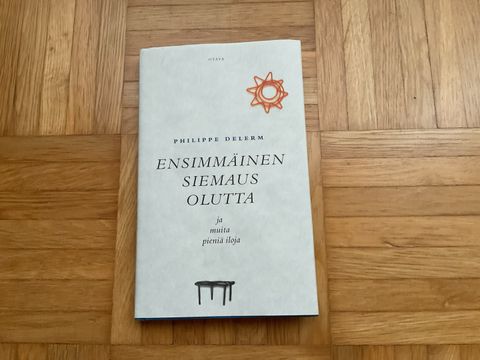 OTAVA
PHILIPPE DELERM
ENSIMMÄINEN
SIEMAUS
OLUTTA
ja
muita
pieniä iloja